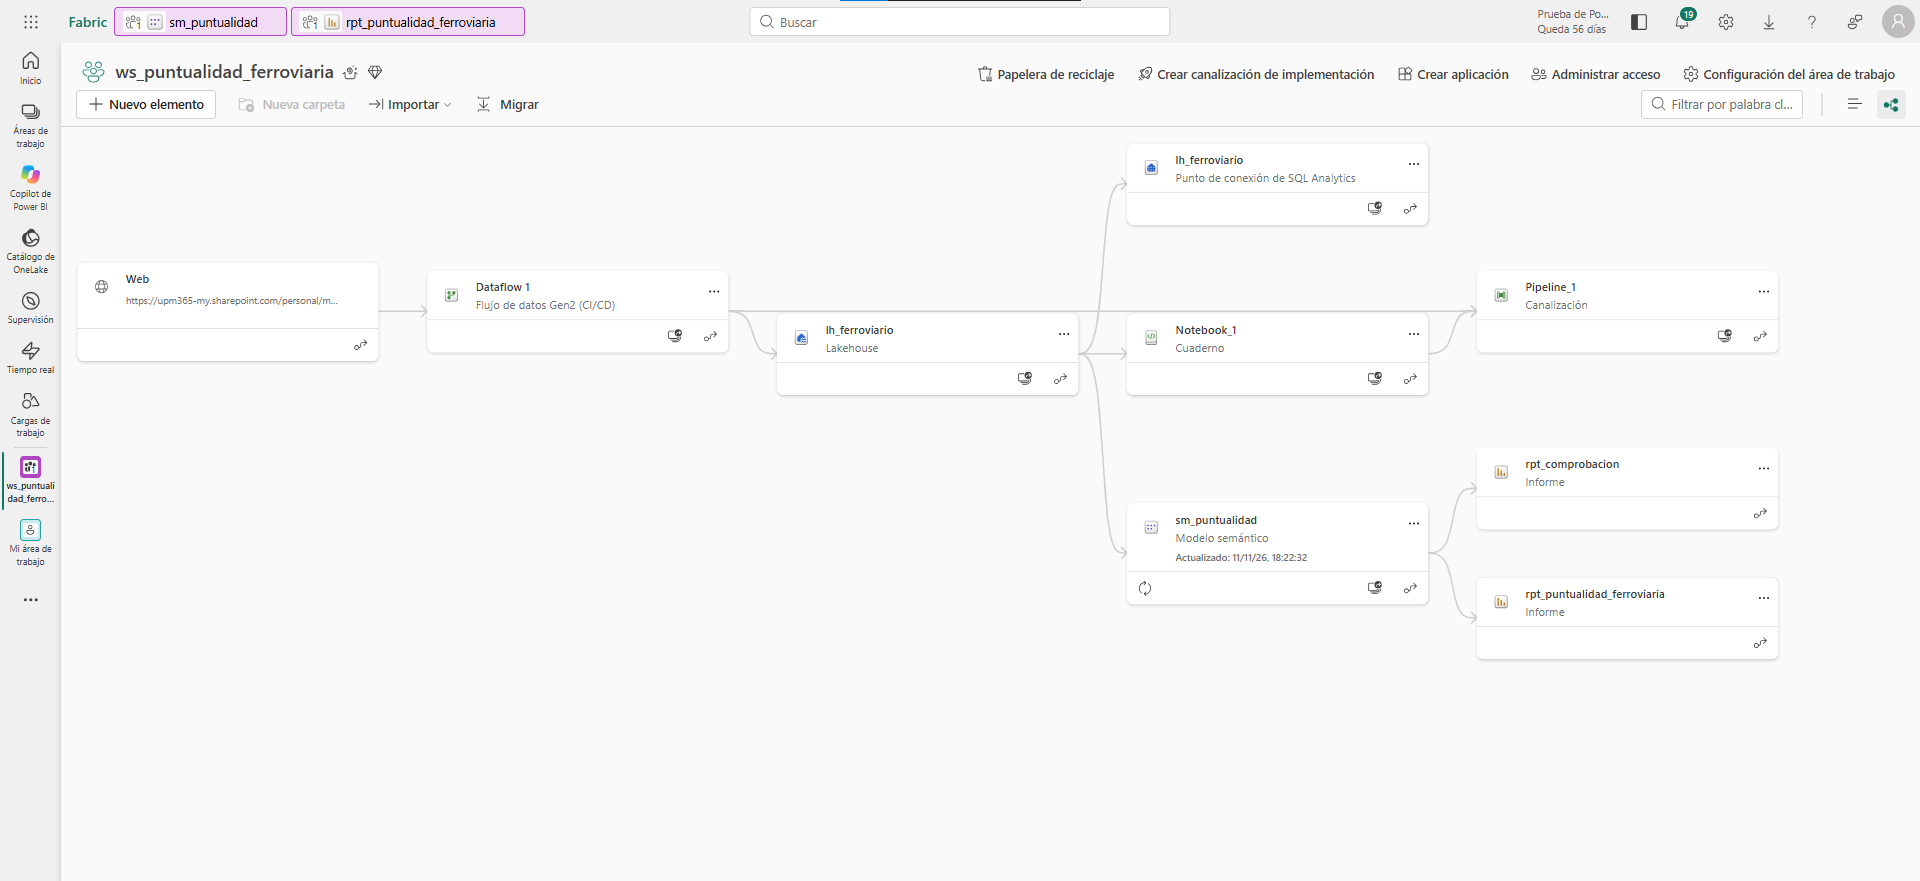 Fabric
sm_puntualidad
rpt_puntualidad_ferroviaria
Buscar
Prueba de Po...
Queda 56 días
19
A
Inicio
Áreas de
trabajo
Copilot de
Power BI
Catálogo de
OneLake
Supervisión
Tiempo real
Cargas de
trabajo
ws_puntuali
dad_ferro...
Mi área de
trabajo
ws_puntualidad_ferroviaria
Papelera de reciclaje
Crear canalización de implementación
Crear aplicación
Administrar acceso
Configuración del área de trabajo
Nuevo elemento
Nueva carpeta
Importar
Migrar
Filtrar por palabra cl...
Web
https://upm365-my.sharepoint.com/personal/m...
Dataflow 1
Flujo de datos Gen2 (CI/CD)
lh_ferroviario
Lakehouse
lh_ferroviario
Punto de conexión de SQL Analytics
Notebook_1
Cuaderno
sm_puntualidad
Modelo semántico
Actualizado: 11/11/26, 18:22:32
Pipeline_1
Canalización
rpt_comprobacion
Informe
rpt_puntualidad_ferroviaria
Informe